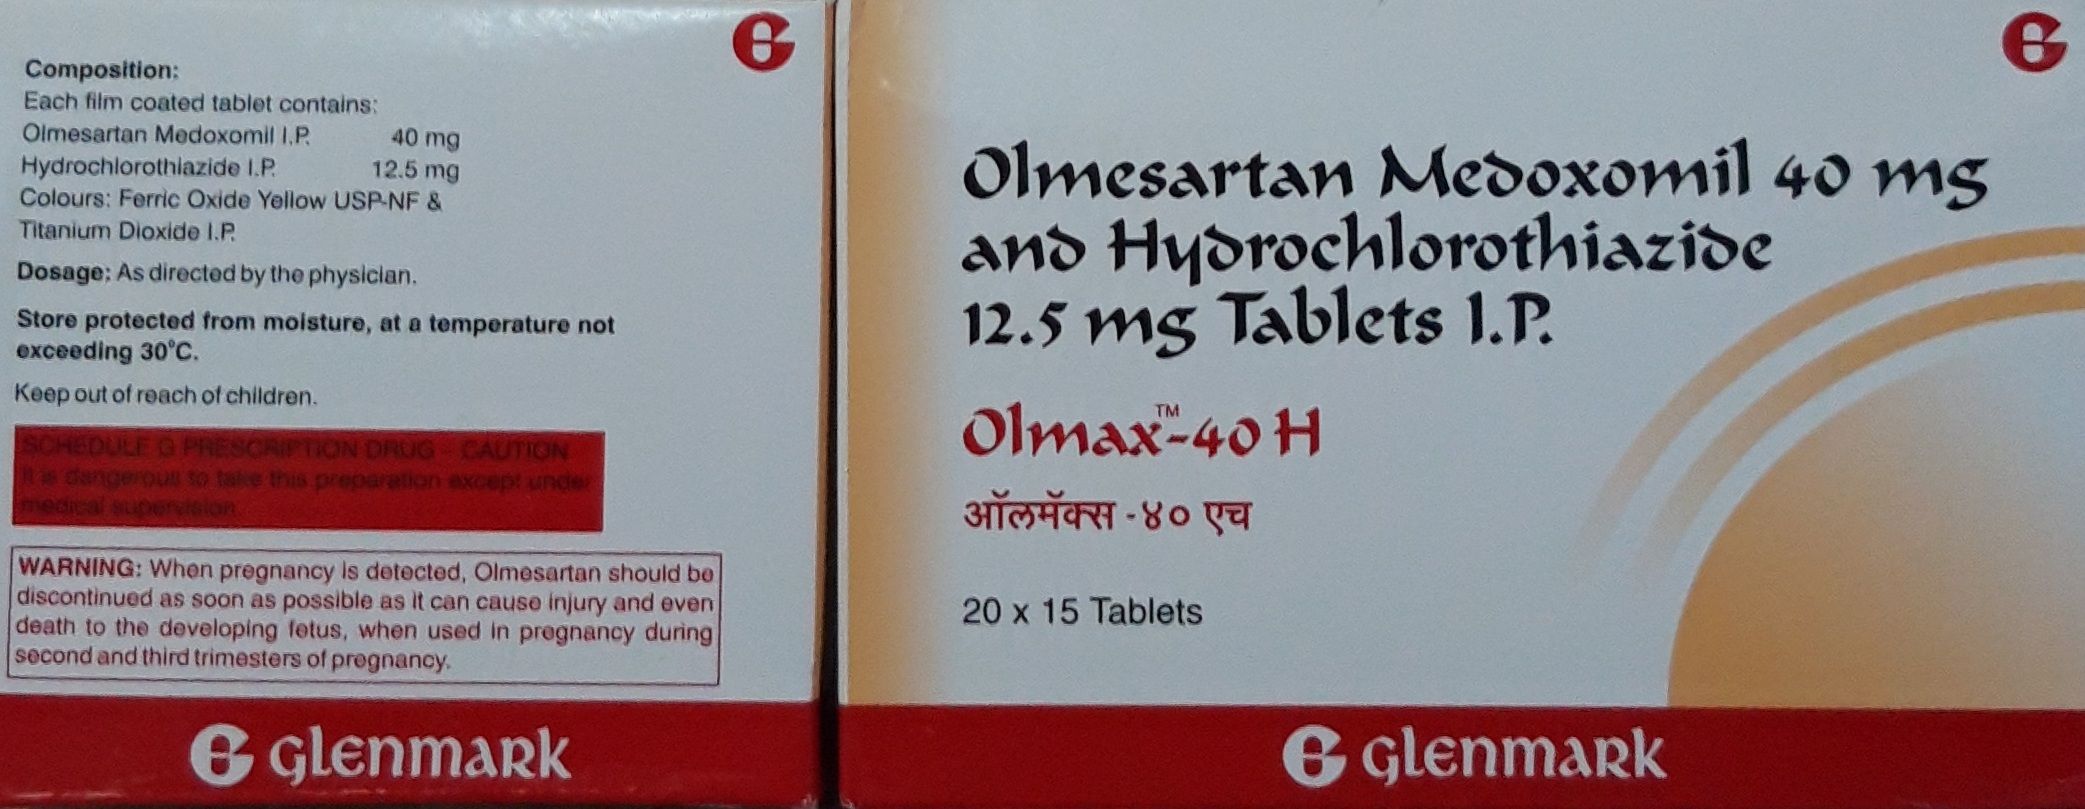 Composition:
Each film coated tablet contains:
Olmesartan Medoxomil I.P. 40 mg
Hydrochlorothiazide I.P. 12.5 mg
Colours: Ferric Oxide Yellow USP-NF &
Titanium Dioxide I.P.
Dosage: As directed by the physician.
Store protected from moisture, at a temperature not
exceeding 30°C.
Keep out of reach of children.
SCHEDULE G PRESCRIPTION DRUG - CAUTION
It is dangerous to take this preparation except under
medical supervision.
WARNING: When pregnancy is detected, Olmesartan should be
discontinued as soon as possible as it can cause injury and even
death to the developing fetus, when used in pregnancy during
second and third trimesters of pregnancy.
GLENMARK
Olmesartan Medoxomil 40 mg
and Hydrochlorothiazide
12.5 mg Tablets I.P.
Olmax™-40 H
ऑलमॅक्स -४० एच
20 x 15 Tablets
GLENMARK